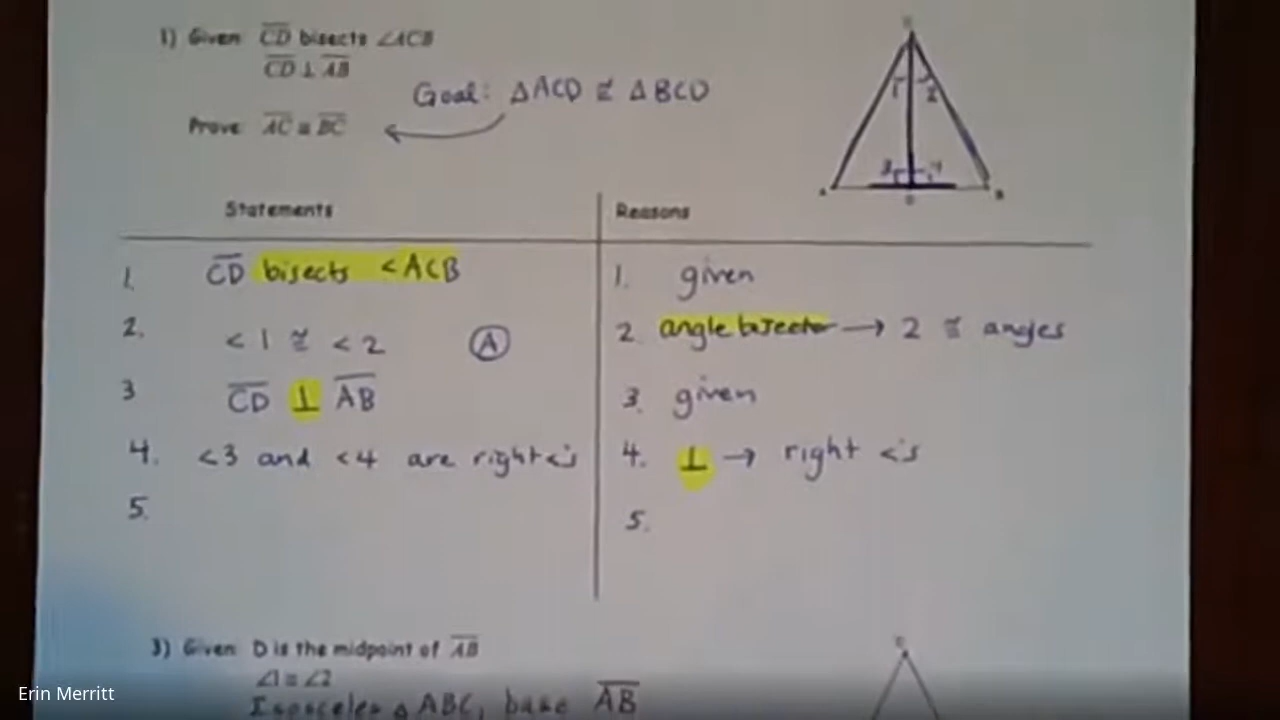 1) Given: CD bisects ∠ACB
CD ⊥ AB
Goal: △ACD ≅ △BCD
Prove: AC ≅ BC
1 2
3 4
A D B
Statements Reasons
1. CD bisects <ACB 1. given
2. <1 ≅ <2 (A) 2. angle bisector → 2 ≅ angles
3 CD ⊥ AB 3. given
4. <3 and <4 are right <'s 4. ⊥ → right <'s
5. 5.
3) Given: D is the midpoint of AB
∠1 ≅ ∠2
Isosceles △ ABC, base AB
Erin Merritt